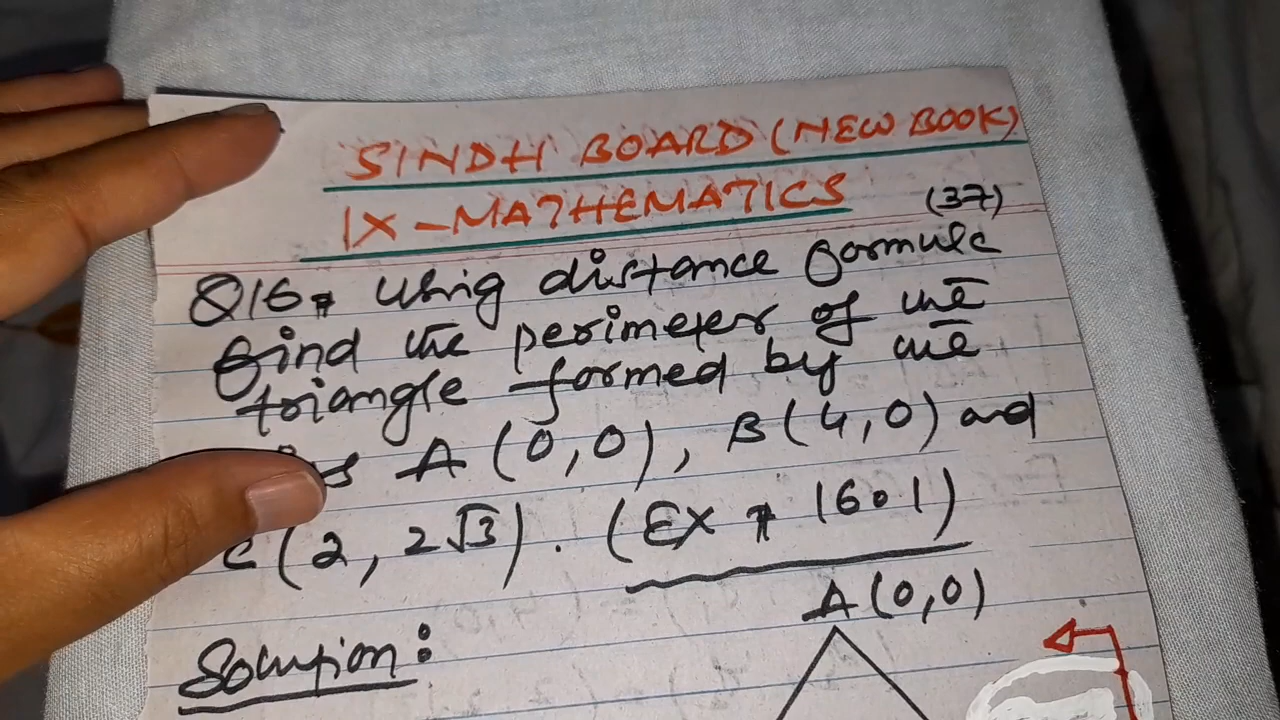 SINDH BOARD (NEW BOOK)
IX - MATHEMATICS
(37)
Q16: Using distance formula
find the perimeter of the
triangle formed by the
A (0,0), B (4,0) and
C (2, 2√3). (Ex : 16.1)
A (0,0)
Solution: